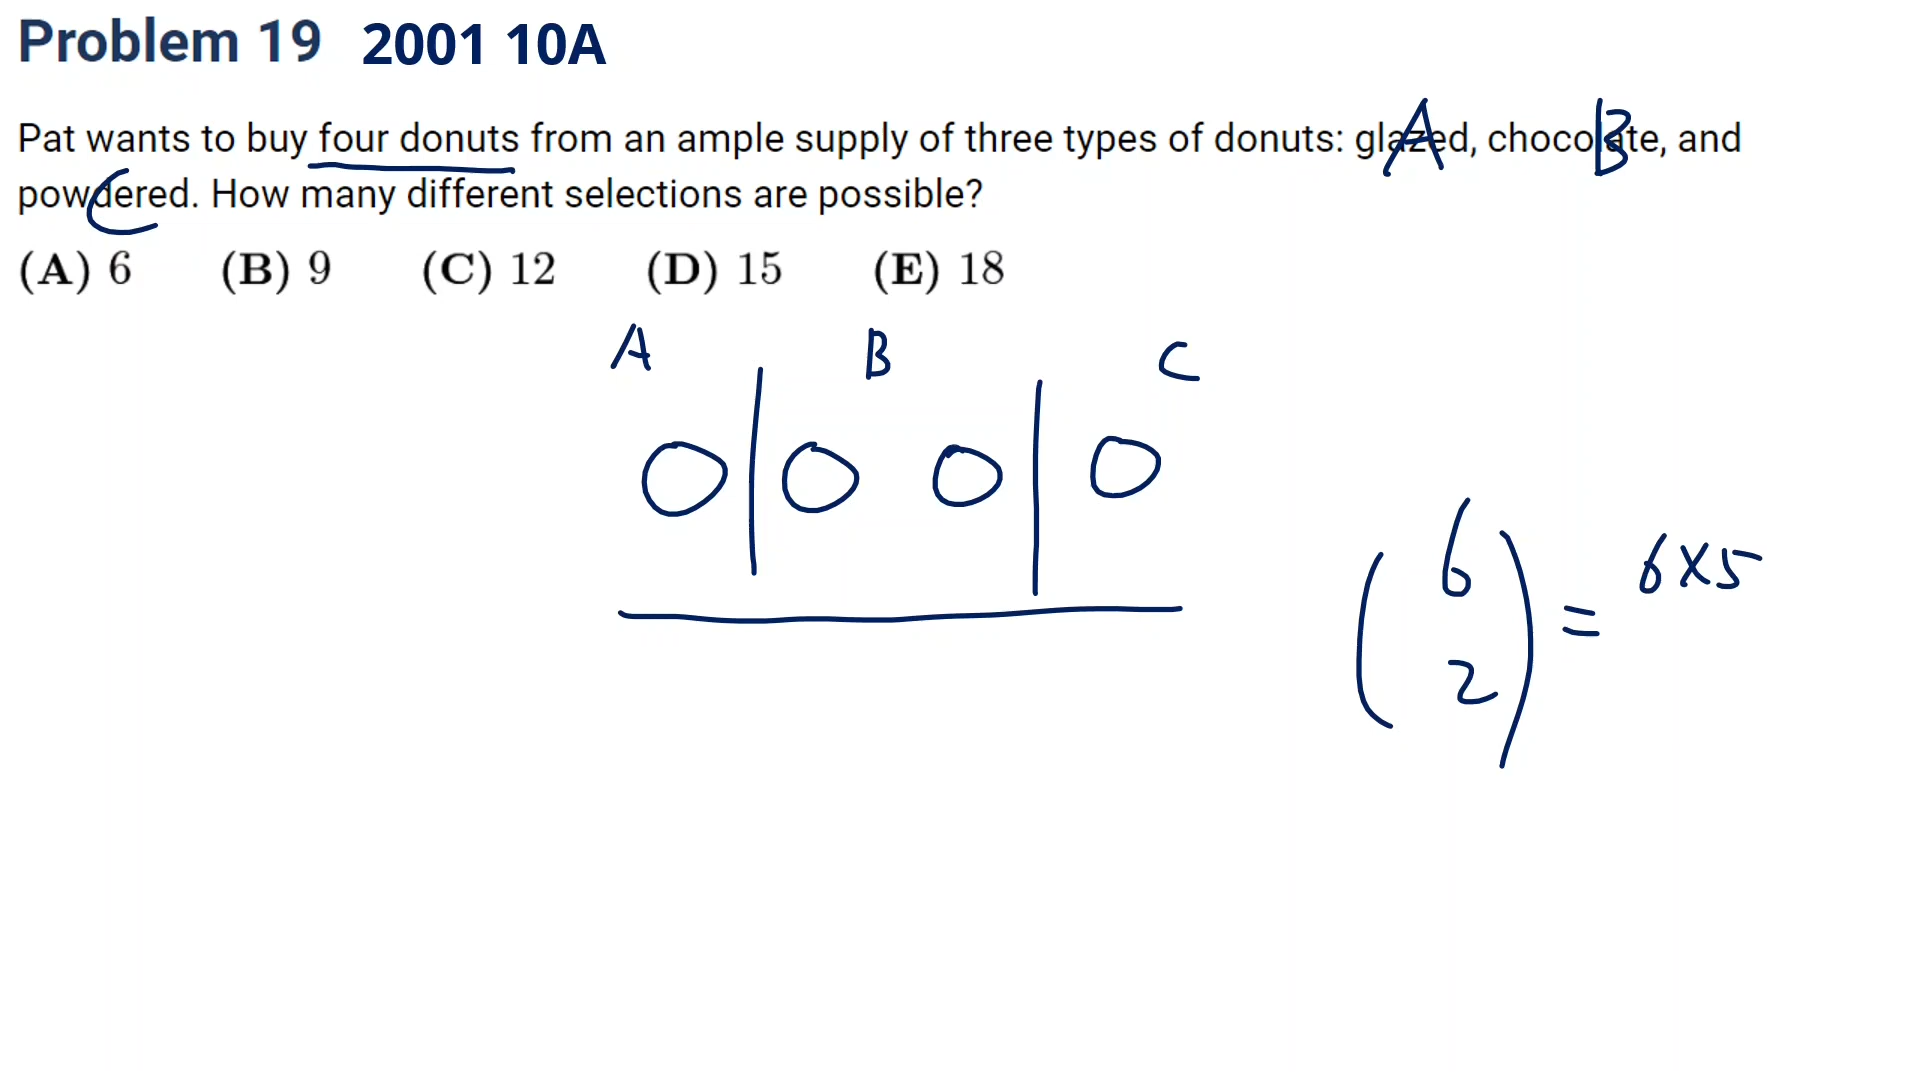 Problem 19 2001 10A
Pat wants to buy four donuts from an ample supply of three types of donuts: glazed, chocolate, and
powdered. How many different selections are possible?
A B
C
(A) 6 (B) 9 (C) 12 (D) 15 (E) 18
A B C
O | O O | O
( 6 2 ) = 6 × 5